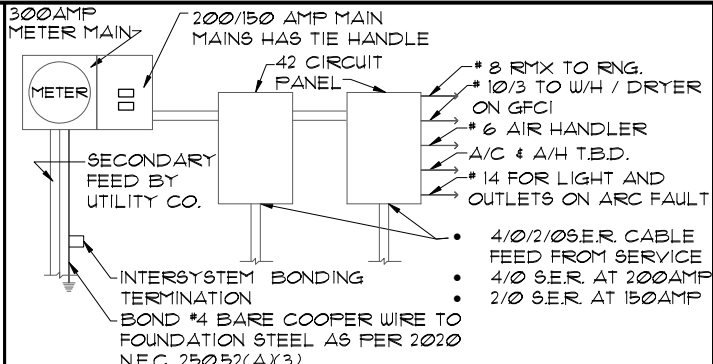 300AMP
METER MAIN
200/150 AMP MAIN
MAINS HAS TIE HANDLE
42 CIRCUIT
PANEL
METER
# 8 RMX TO RNG.
# 10/3 TO W/H / DRYER
ON GFCI
# 6 AIR HANDLER
A/C & A/H T.B.D.
# 14 FOR LIGHT AND
OUTLETS ON ARC FAULT
SECONDARY
FEED BY
UTILITY CO.
• 4/0/2/0S.E.R. CABLE
FEED FROM SERVICE
• 4/0 S.E.R. AT 200AMP
• 2/0 S.E.R. AT 150AMP
INTERSYSTEM BONDING
TERMINATION
BOND #4 BARE COOPER WIRE TO
FOUNDATION STEEL AS PER 2020
N.E.C. 250.52(A)(3)